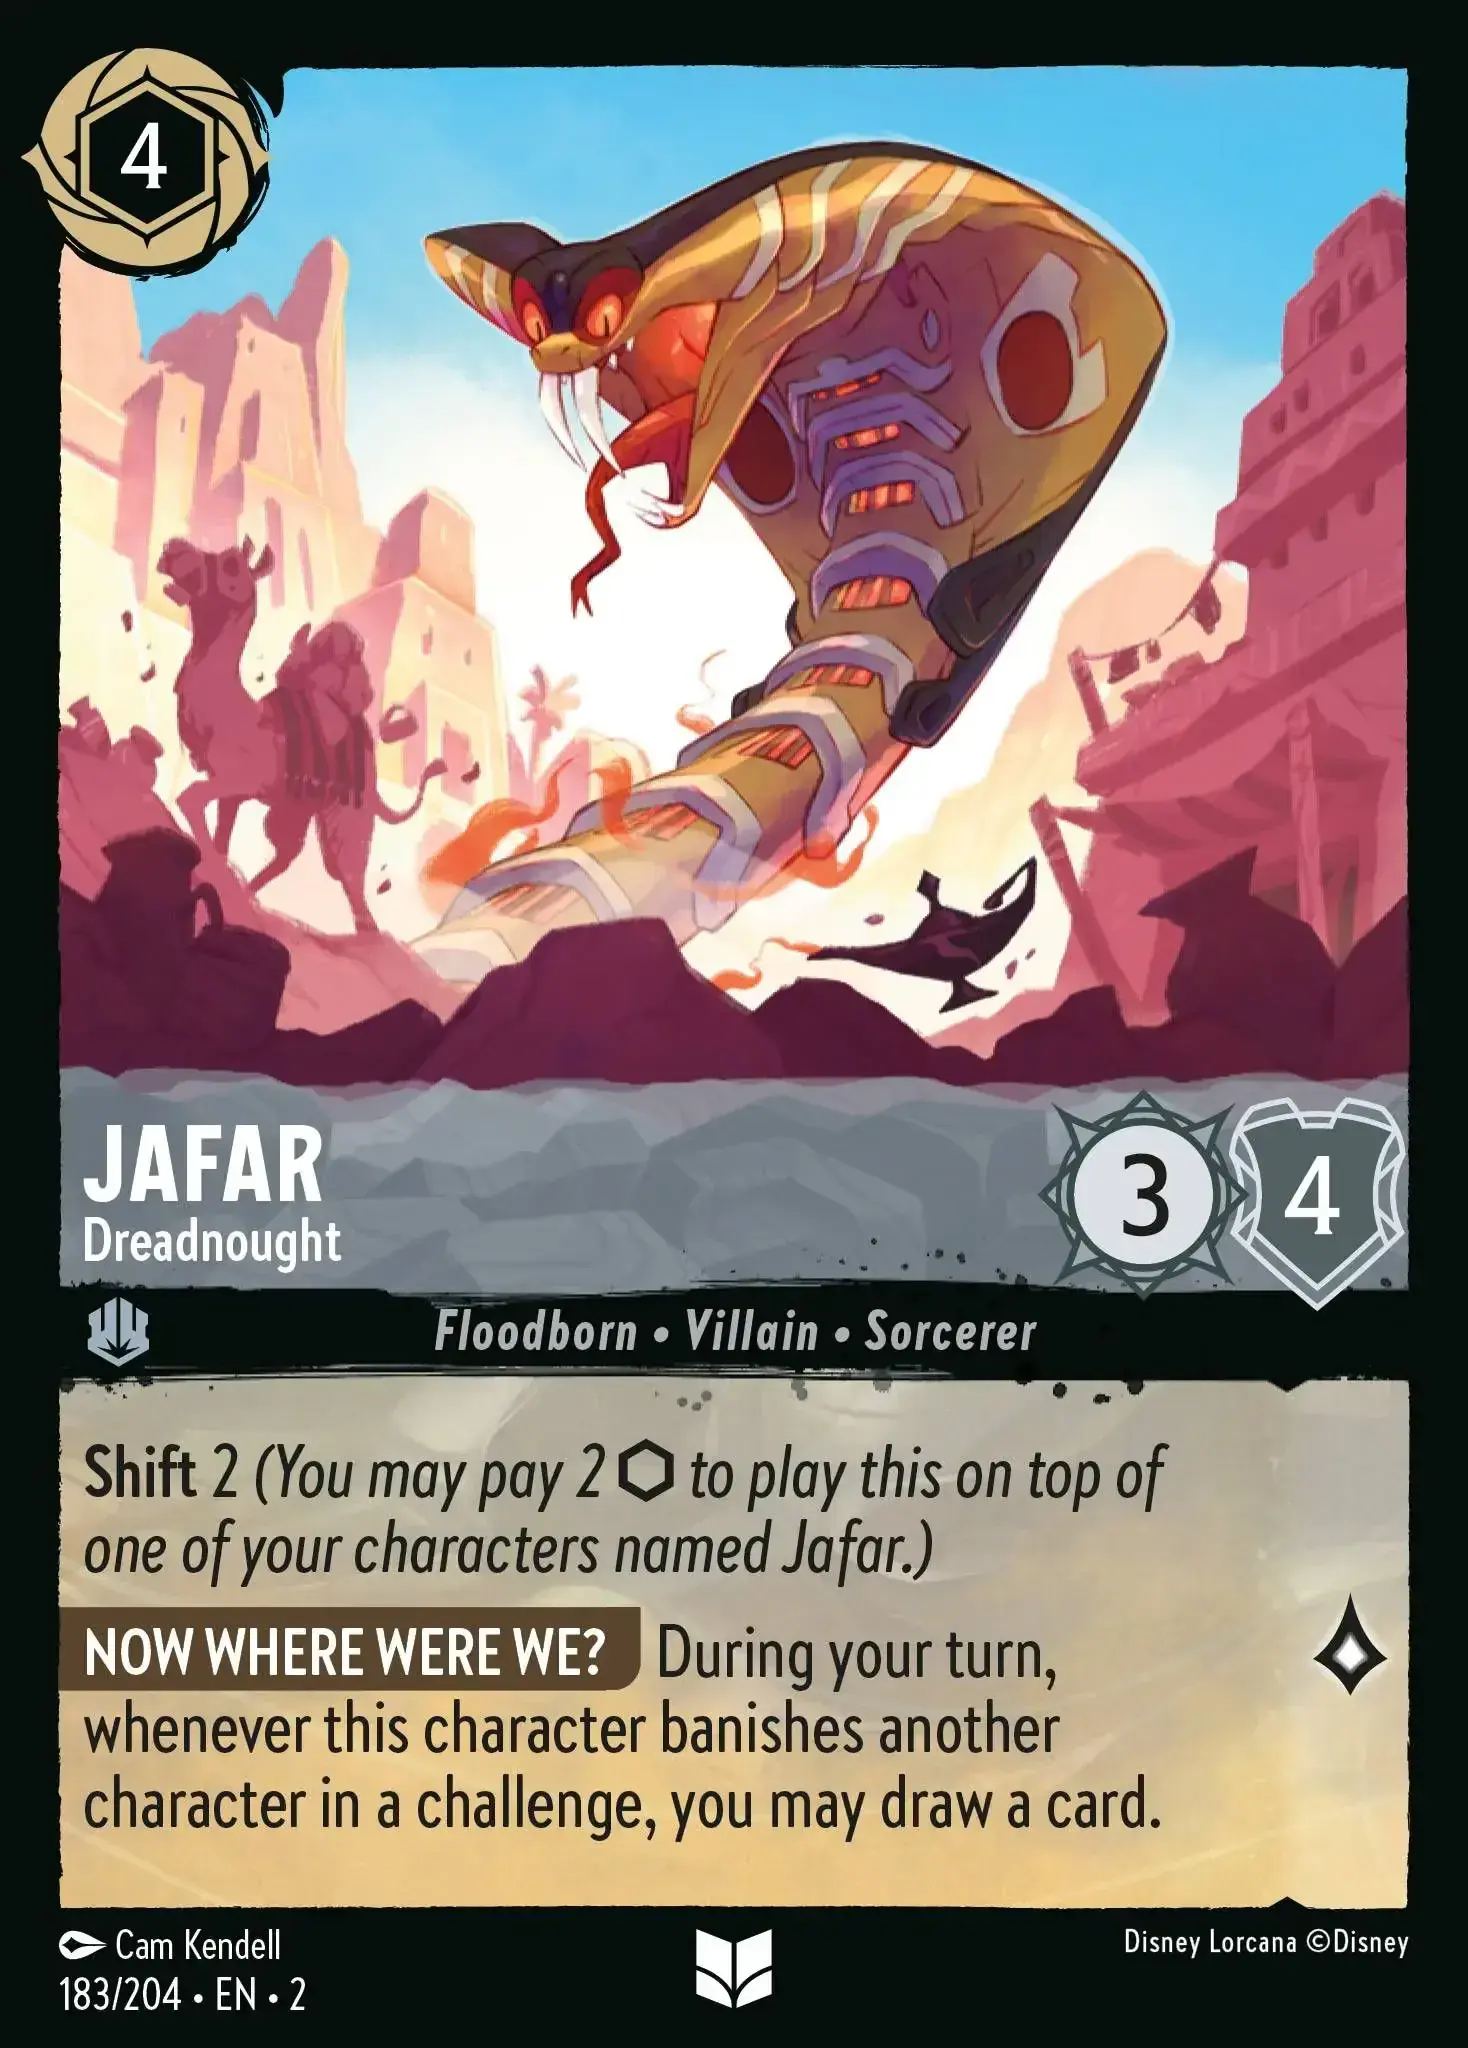 4
JAFAR
Dreadnought
3
4
Floodborn • Villain • Sorcerer
Shift 2 (You may pay 2 ⬡ to play this on top of
one of your characters named Jafar.)
NOW WHERE WERE WE? During your turn,
whenever this character banishes another
character in a challenge, you may draw a card.
Cam Kendell
183/204 • EN • 2
Disney Lorcana ©Disney